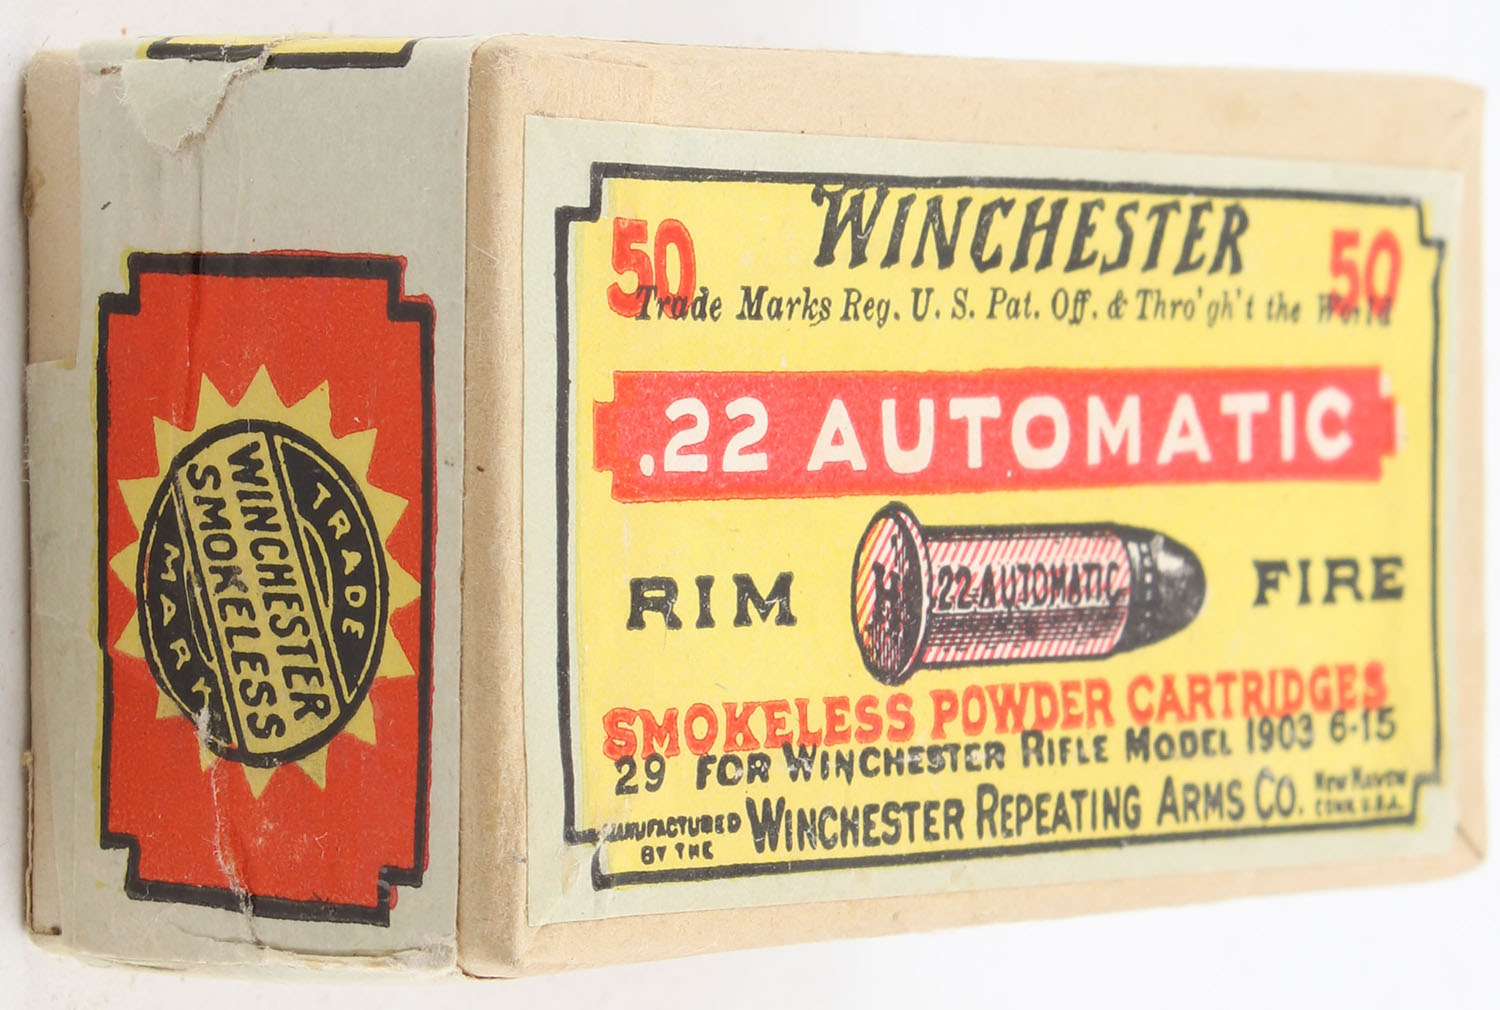 TRADE
WINCHESTER
SMOKELESS
MARK
50 WINCHESTER 50
Trade Marks Reg. U. S. Pat. Off. & Thro'gh't the World
.22 AUTOMATIC
RIM H .22 AUTOMATIC FIRE
SMOKELESS POWDER CARTRIDGES
29 FOR WINCHESTER RIFLE MODEL 1903 6-15
MANUFACTURED BY THE WINCHESTER REPEATING ARMS CO. NEW HAVEN CONN. U.S.A.